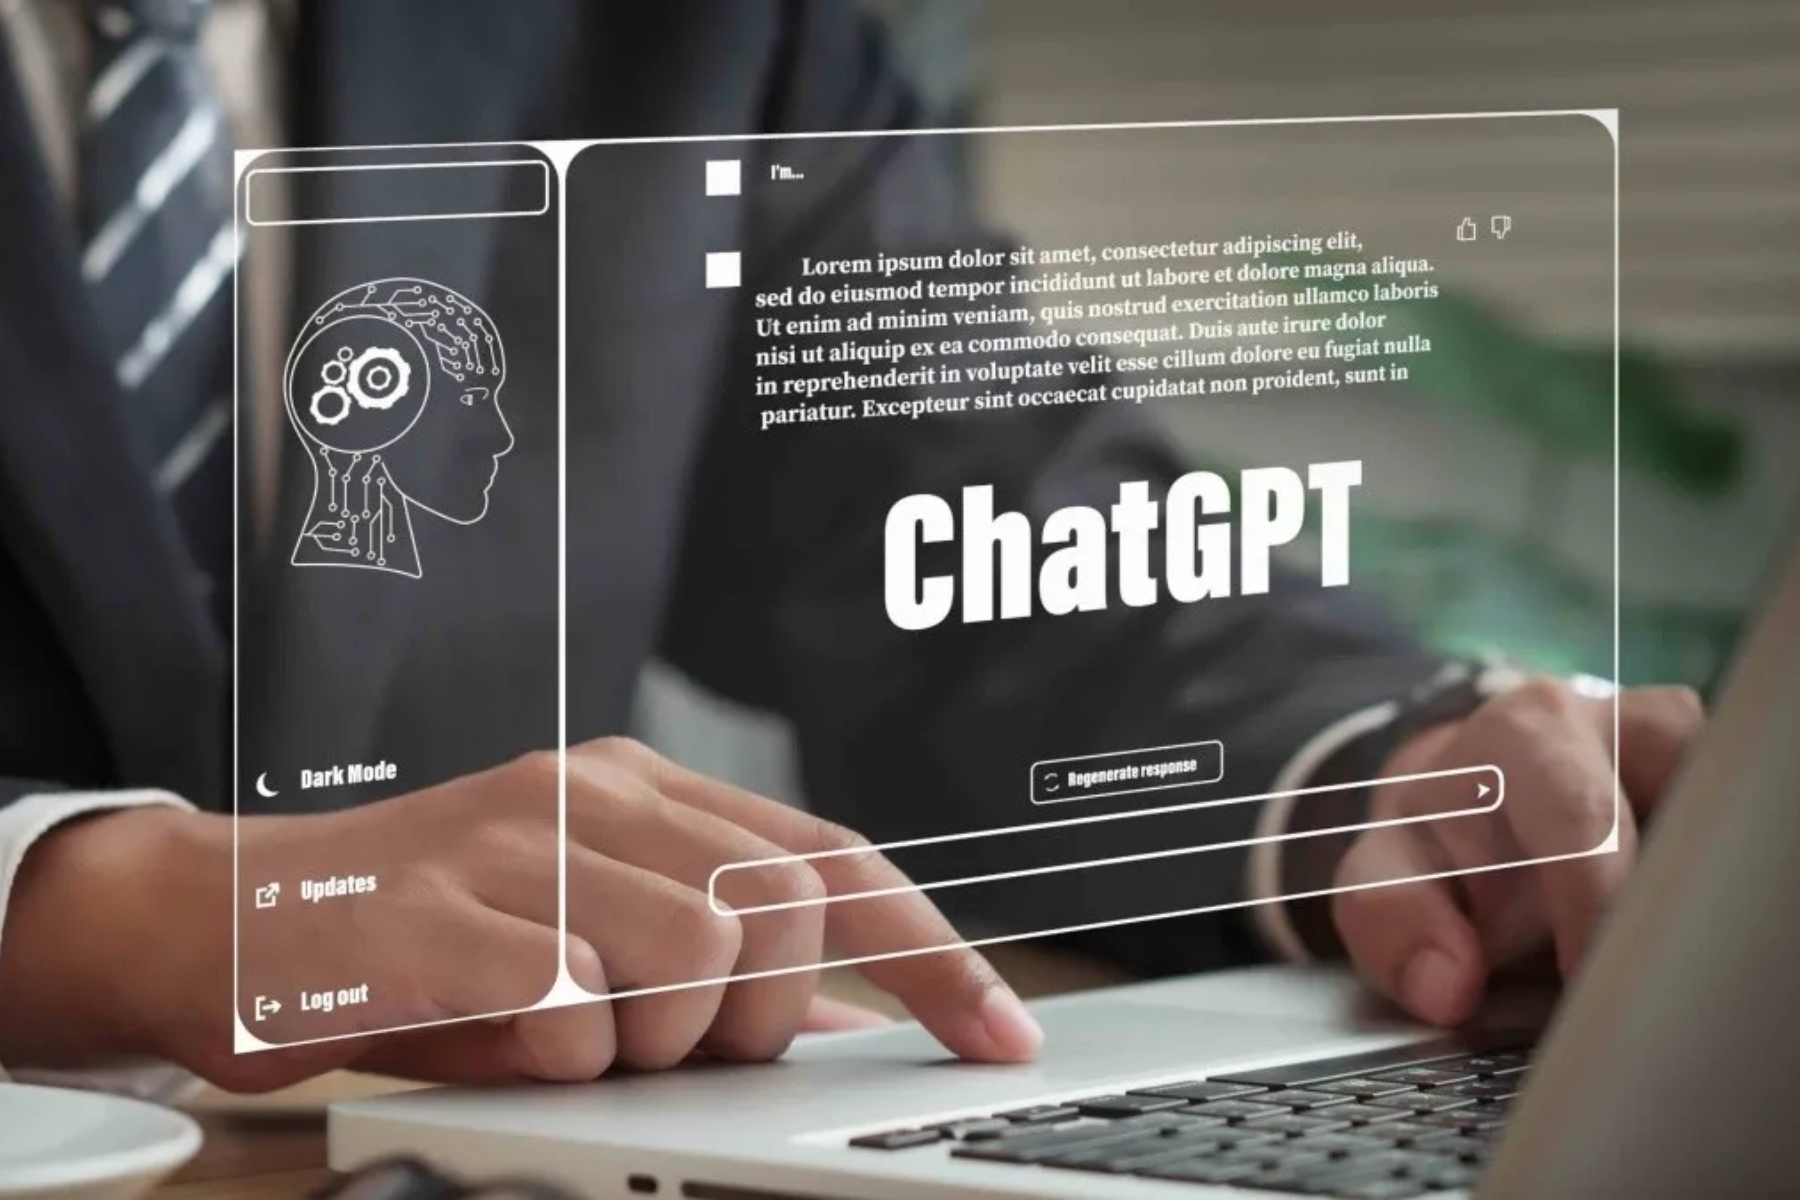 I'm...
Lorem ipsum dolor sit amet, consectetur adipiscing elit,
sed do eiusmod tempor incididunt ut labore et dolore magna aliqua.
Ut enim ad minim veniam, quis nostrud exercitation ullamco laboris
nisi ut aliquip ex ea commodo consequat. Duis aute irure dolor
in reprehenderit in voluptate velit esse cillum dolore eu fugiat nulla
pariatur. Excepteur sint occaecat cupidatat non proident, sunt in
ChatGPT
Regenerate response
Dark Mode
Updates
Log out